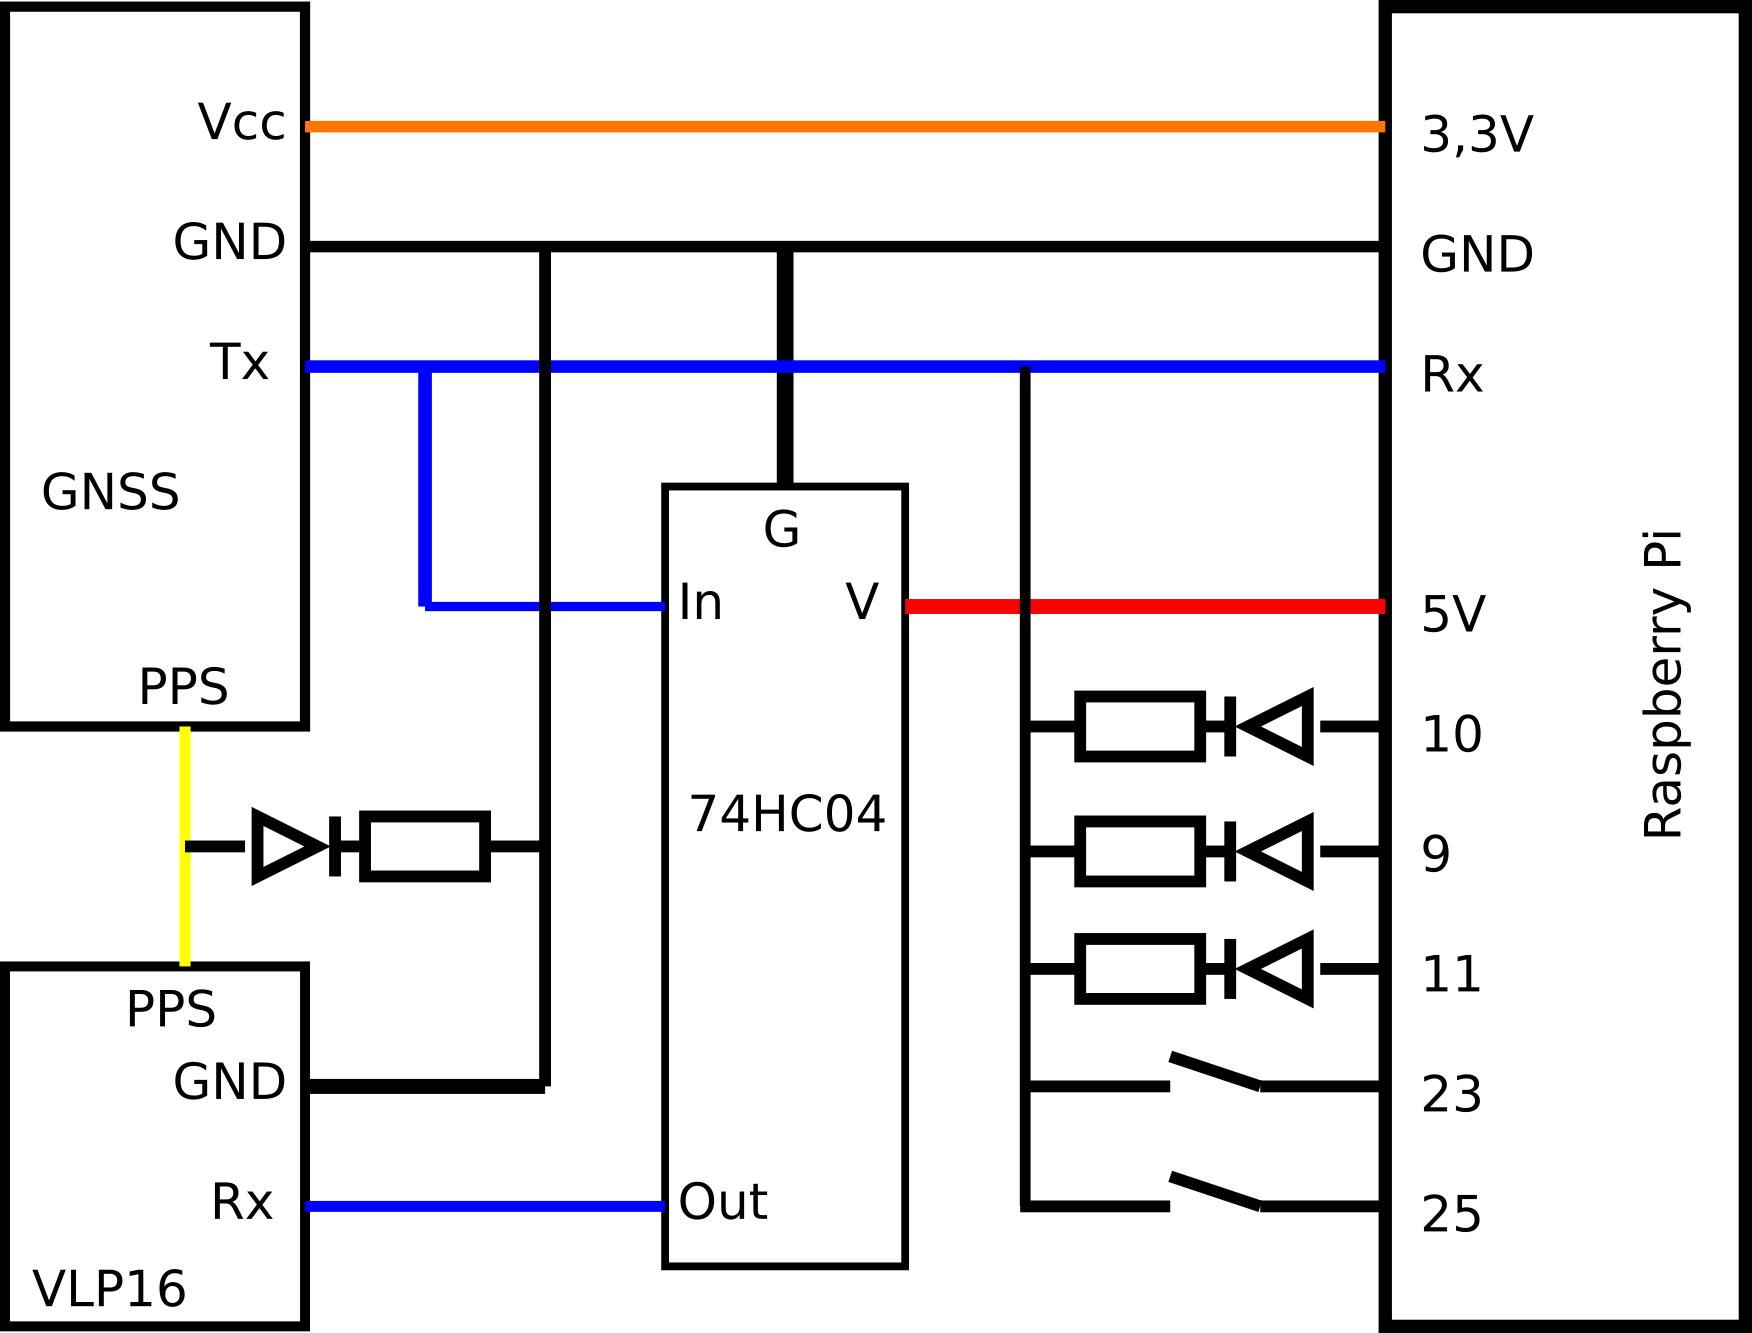 Vcc
GND
Tx
GNSS
PPS
PPS
GND
Rx
VLP16
G
In
V
74HC04
Out
3,3V
GND
Rx
5V
10
9
11
23
25
Raspberry Pi